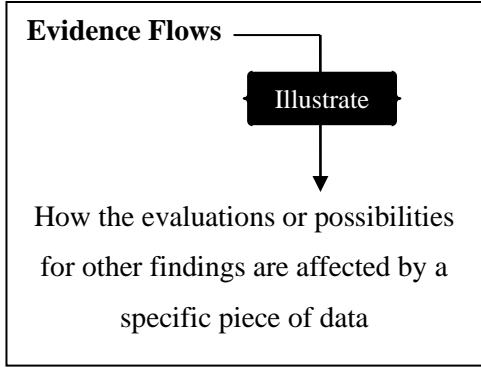 Evidence Flows
Illustrate
How the evaluations or possibilities
for other findings are affected by a
specific piece of data